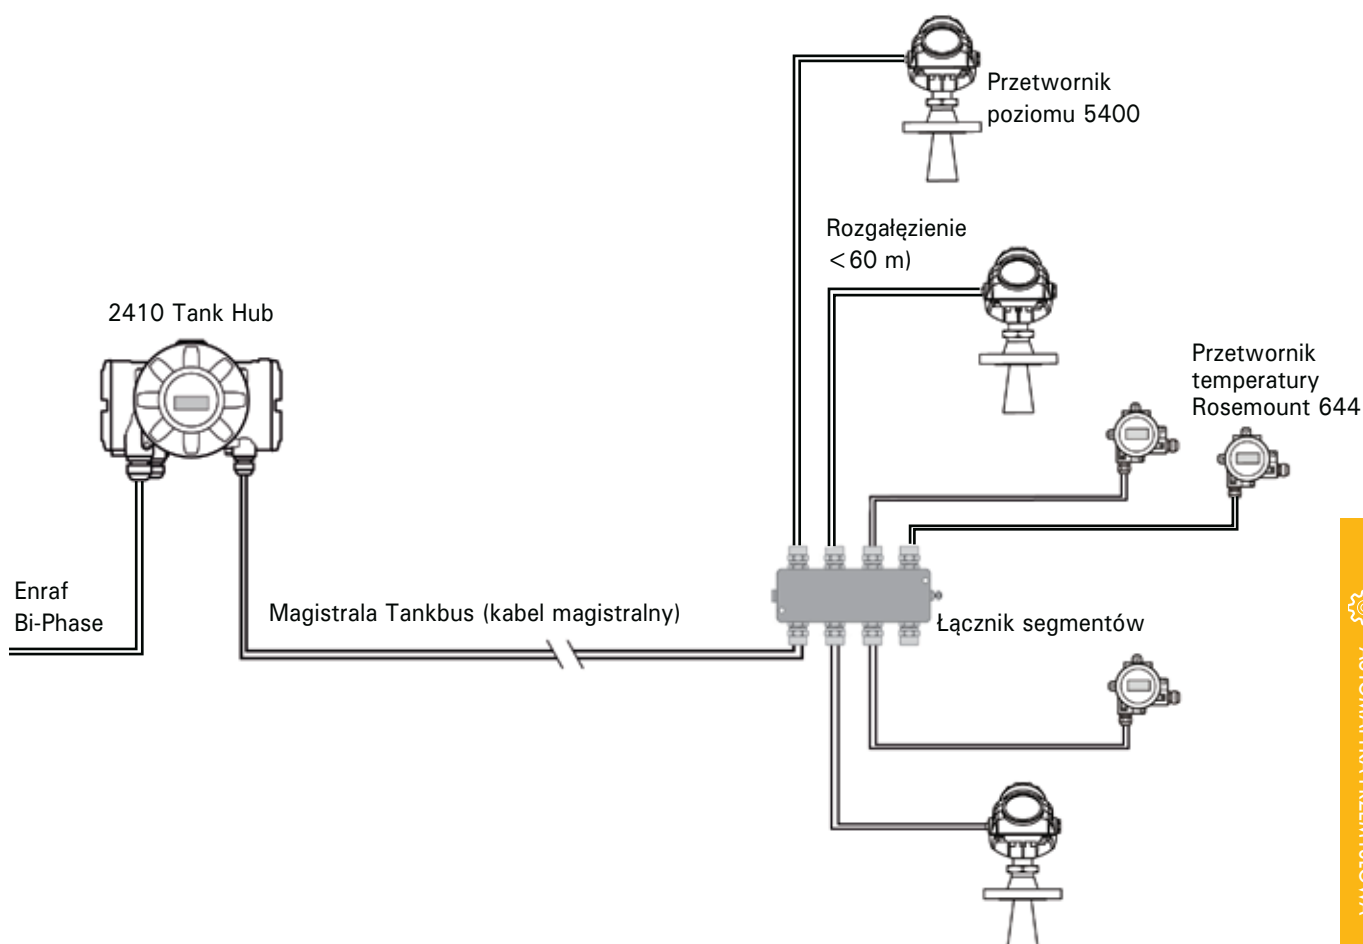 Przetwornik
poziomu 5400
Rozgałęzienie
<60 m)
2410 Tank Hub
Przetwornik
temperatury
Rosemount 644
Enraf
Bi-Phase
Magistrala Tankbus (kabel magistralny)
Łącznik segmentów